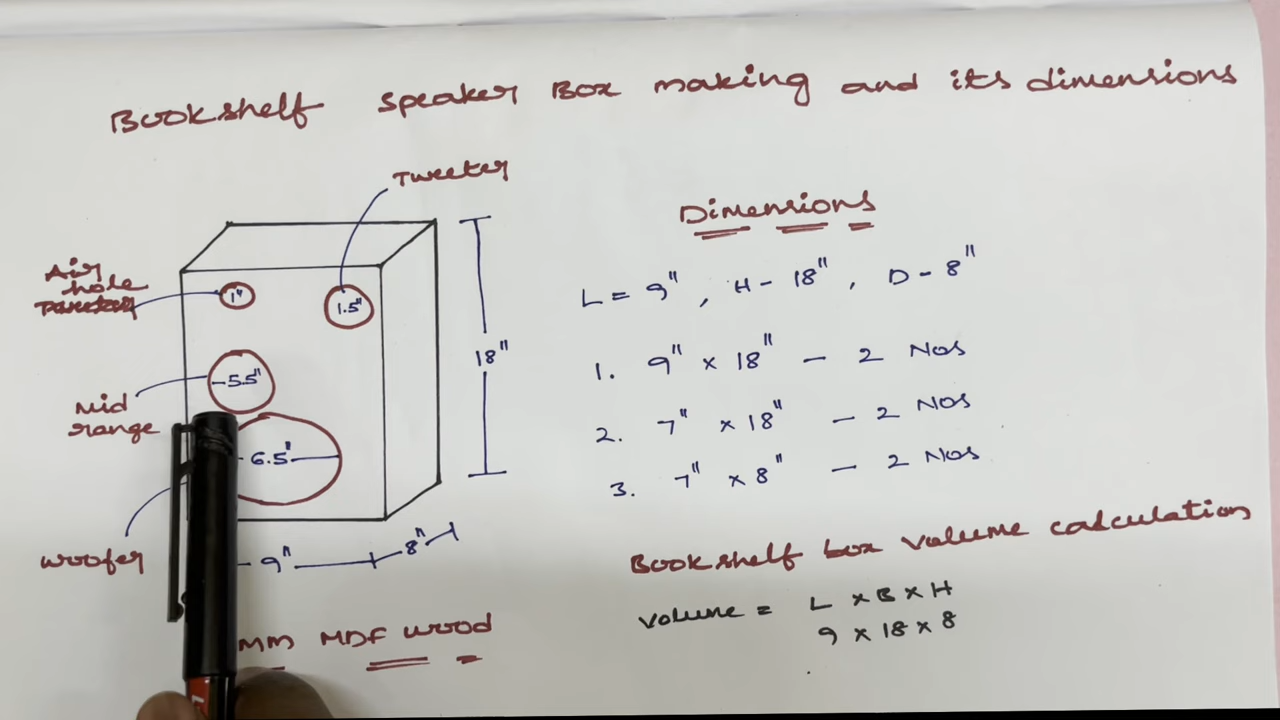 Bookshelf speaker Box making and its dimensions
Tweeter
Air
hole
1"
1.5"
5.5"
Mid
range
6.5"
woofer
18"
9"
8"
MM MDF wood
Dimensions
L = 9", H - 18", D - 8"
1. 9" x 18" - 2 Nos
2. 7" x 18" - 2 Nos
3. 7" x 8" - 2 Nos
Bookshelf box volume calculation
volume = L x B x H
9 x 18 x 8